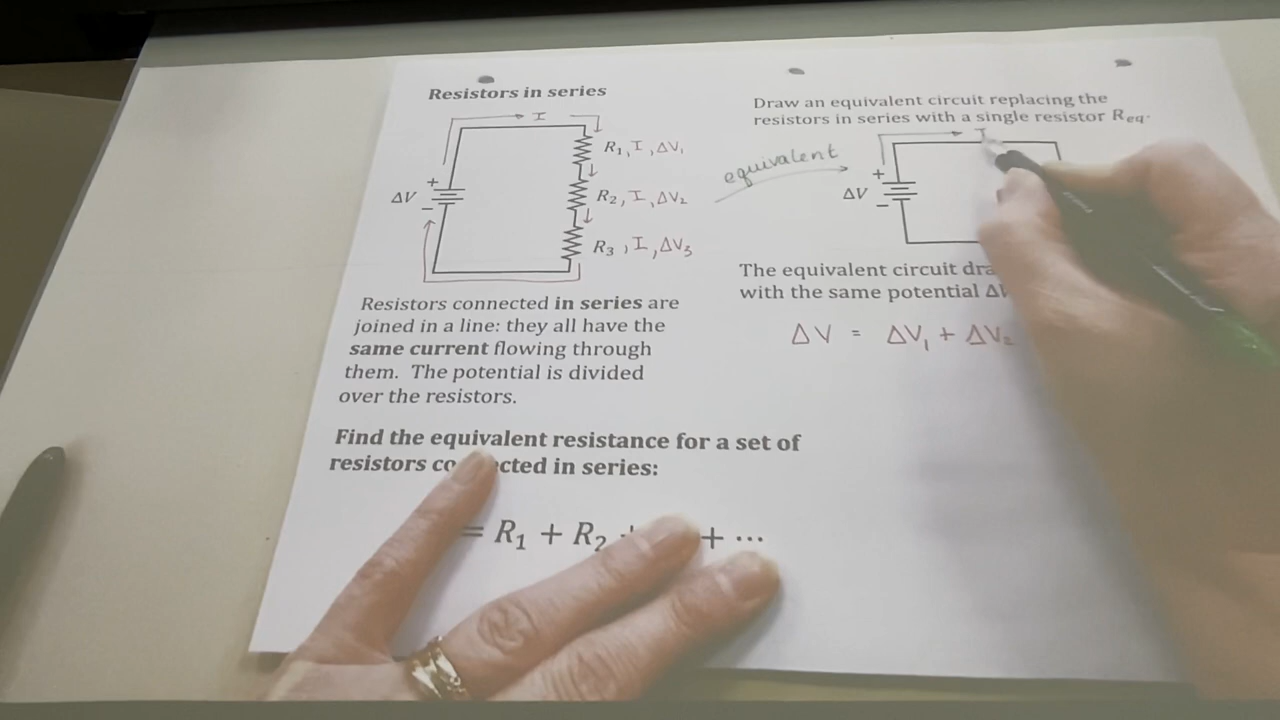 Resistors in series
I
R1, I, ΔV1
+
ΔV
R2, I, ΔV2
−
R3, I, ΔV3
Resistors connected in series are
joined in a line: they all have the
same current flowing through
them. The potential is divided
over the resistors.
Find the equivalent resistance for a set of
resistors in series:
= R1 + R2 + ⋯
equivalent
Draw an equivalent circuit replacing the
resistors in series with a single resistor Req.
I
+
ΔV
−
The equivalent circuit
with the same potential
ΔV = ΔV1 + ΔV2